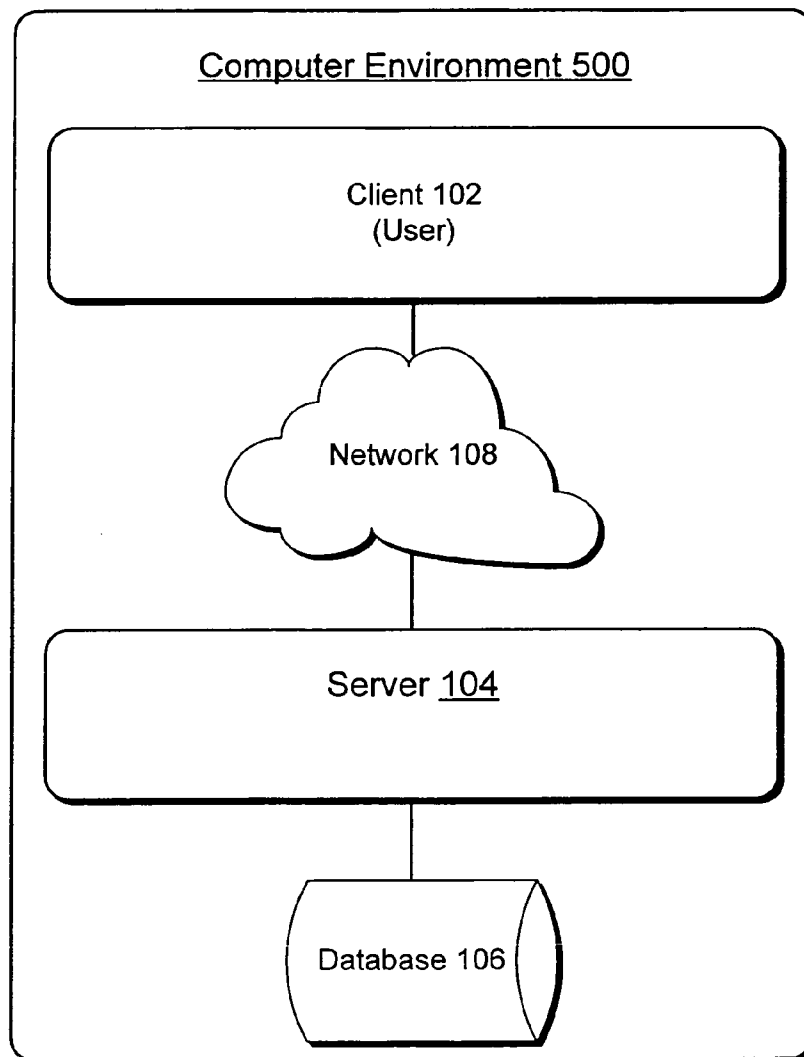 Computer Environment 500
Client 102
(User)
Network 108
Server 104
Database 106